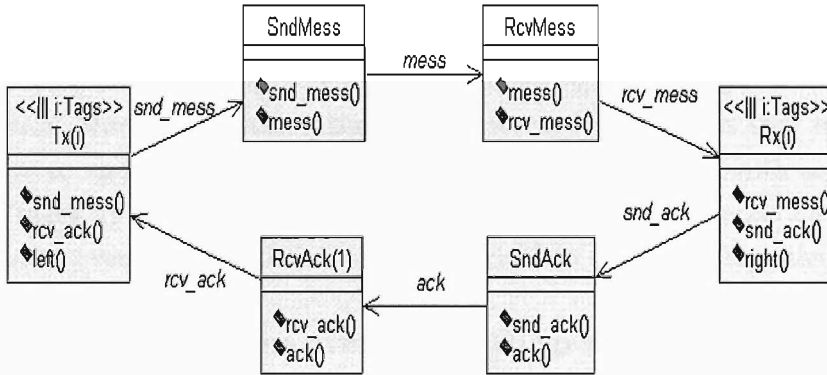 SndMess
snd_mess()
mess()
mess
RcvMess
mess()
rcv_mess()
<<||| i:Tags>>
Tx(i)
snd_mess()
rcv_ack()
left()
snd_mess
rcv_mess
<<||| i:Tags>>
Rx(i)
rcv_mess()
snd_ack()
right()
snd_ack
SndAck
snd_ack()
ack()
ack
RcvAck(1)
rcv_ack()
ack()
rcv_ack